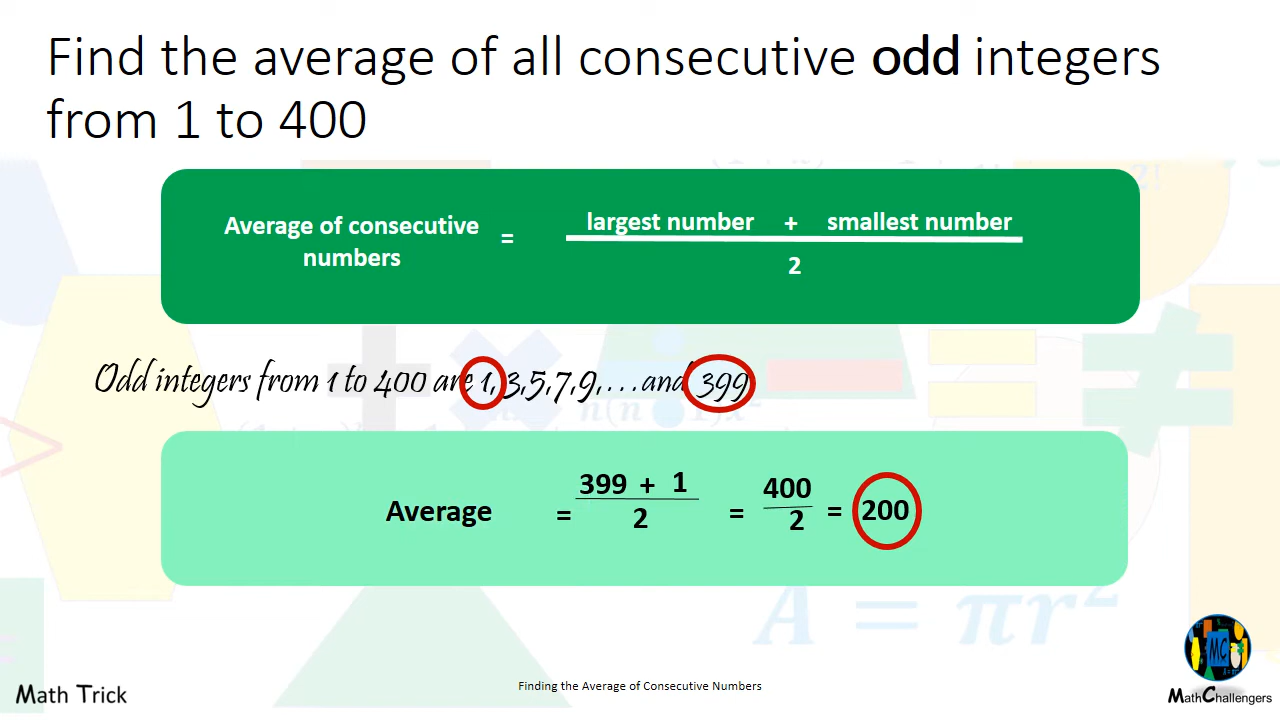 Find the average of all consecutive odd integers
from 1 to 400
Average of consecutive
numbers
=
largest number + smallest number
2
Odd integers from 1 to 400 are 1, 3,5,7,9,...and 399
399 + 1
400
Average = 2 = 2 = 200
A = πr²
Math Trick
Finding the Average of Consecutive Numbers
MC
MathChallengers